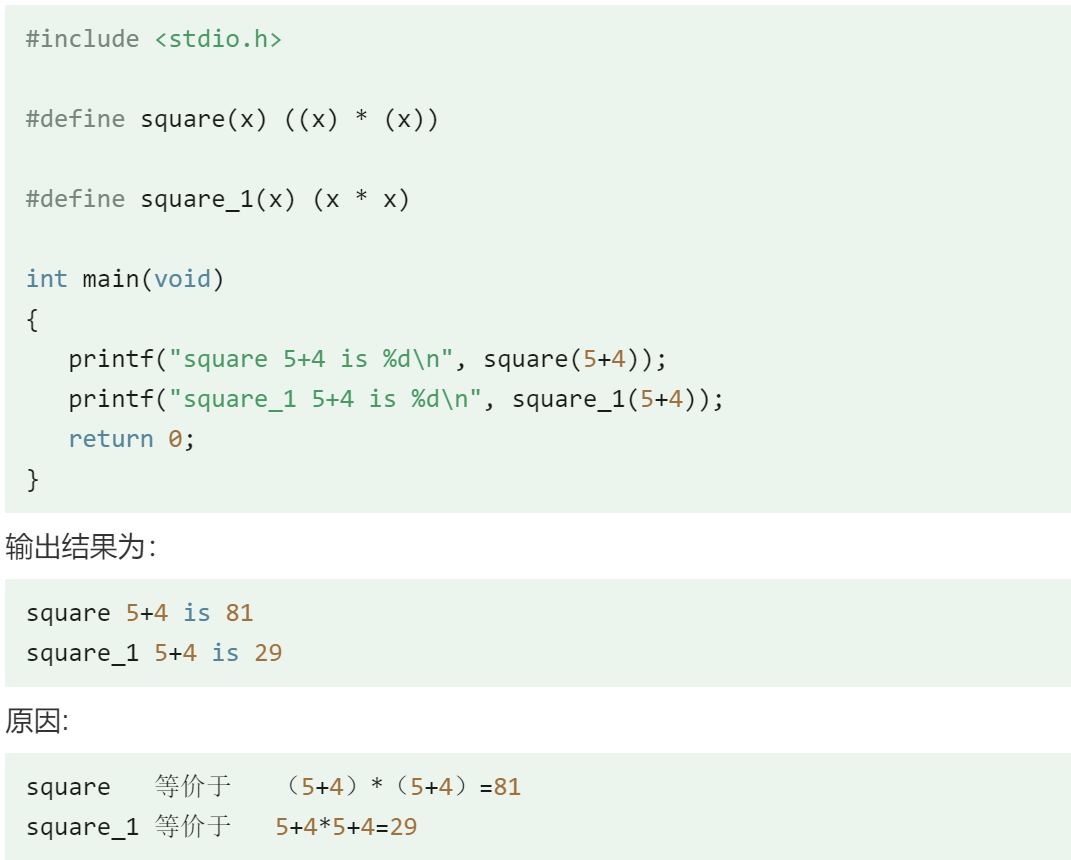 #include <stdio.h>
#define square(x) ((x) * (x))
#define square_1(x) (x * x)
int main(void)
{
   printf("square 5+4 is %d\n", square(5+4));
   printf("square_1 5+4 is %d\n", square_1(5+4));
   return 0;
}
输出结果为：
square 5+4 is 81
square_1 5+4 is 29
原因:
square   等价于   （5+4）*（5+4）=81
square_1 等价于   5+4*5+4=29